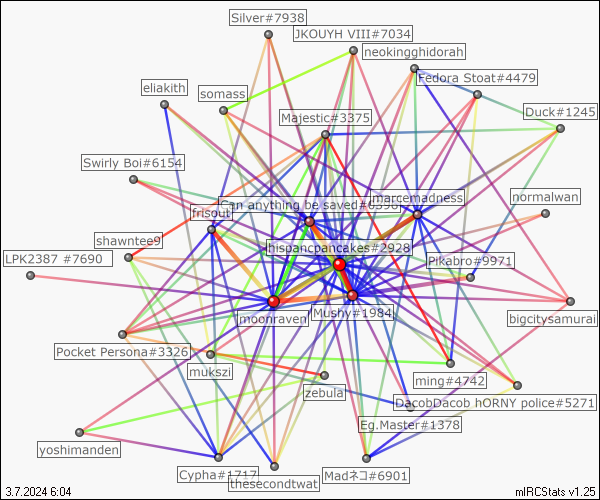 Silver#7938
JKOUYH VIII#7034
neokingghidorah
Fedora Stoat#4479
eliakith
somass
Majestic#3375
Duck#1245
Swirly Boi#6154
Can anything be saved#6398
marcemadness
normalwan
frisout
shawntee9
hispancpancakes#2928
LPK2387 #7690
Pikabro#9971
moonraven
Mushy#1984
bigcitysamurai
Pocket Persona#3326
mukszi
ming#4742
zebula
DacobDacob hORNY police#5271
Eg.Master#1378
yoshimanden
Cypha#1717
thesecondtwat
Madネコ#6901
3.7.2024 6:04
mIRCStats v1.25